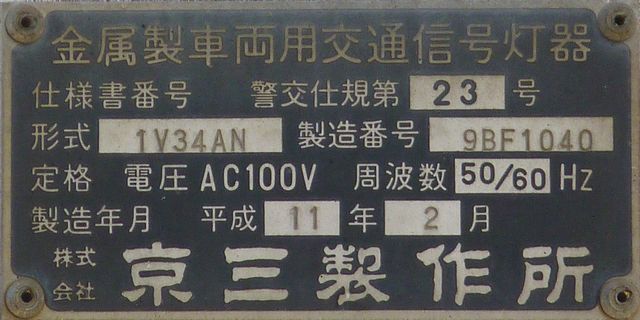 金属製車両用交通信号灯器
仕様書番号 警交仕規第 23 号
形式 1V34AN 製造番号 9BF1040
定格 電圧 AC100V 周波数 50/60 Hz
製造年月 平成 11 年 2 月
株式会社 京三製作所